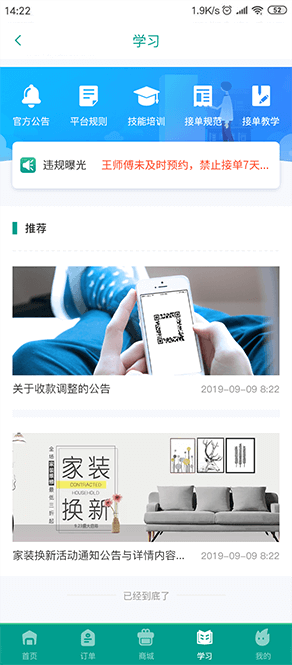 14:22
1.9K/s
52
学习
官方公告
平台规则
技能培训
接单规范
接单教学
违规曝光
王师傅未及时预约，禁止接单7天...
推荐
关于收款调整的公告
2019-09-09 8:22
家装
CONTRACTED
HOUSEHOLD
换新
家装换新活动通知公告与详情内容...
2019-09-09 8:22
已经到底了
首页
订单
商城
学习
我的